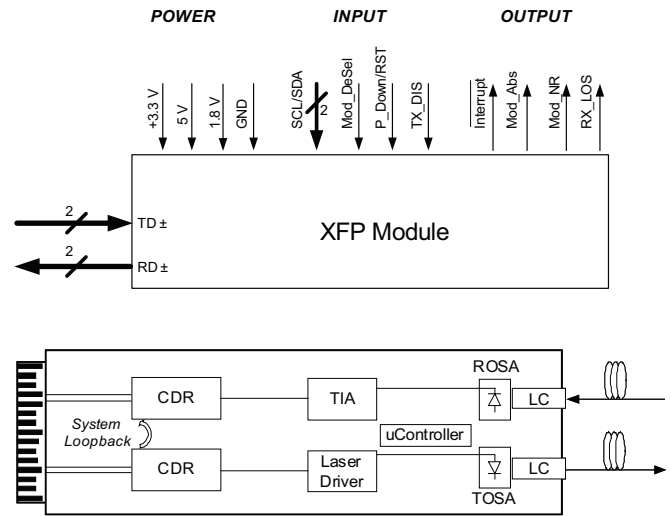 POWER
INPUT
OUTPUT
+3.3 V
5 V
1.8 V
GND
SCL/SDA
2
Mod_DeSel
P_Down/RST
TX_DIS
Interrupt
Mod_Abs
Mod_NR
RX_LOS
2
TD ±
XFP Module
2
RD ±
ROSA
CDR
TIA
LC
System
Loopback
uController
CDR
Laser
Driver
LC
TOSA